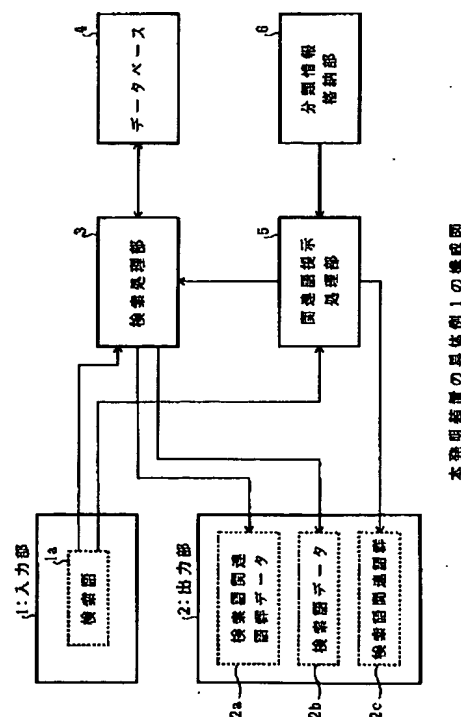 1:入力部
1a
検索語
2:出力部
検索語関連
語群データ
2a
検索語データ
2b
検索語関連語群
2c
3
検索処理部
4
データベース
5
関連語提示
処理部
6
分類情報
格納部
本発明装置の具体例1の構成図